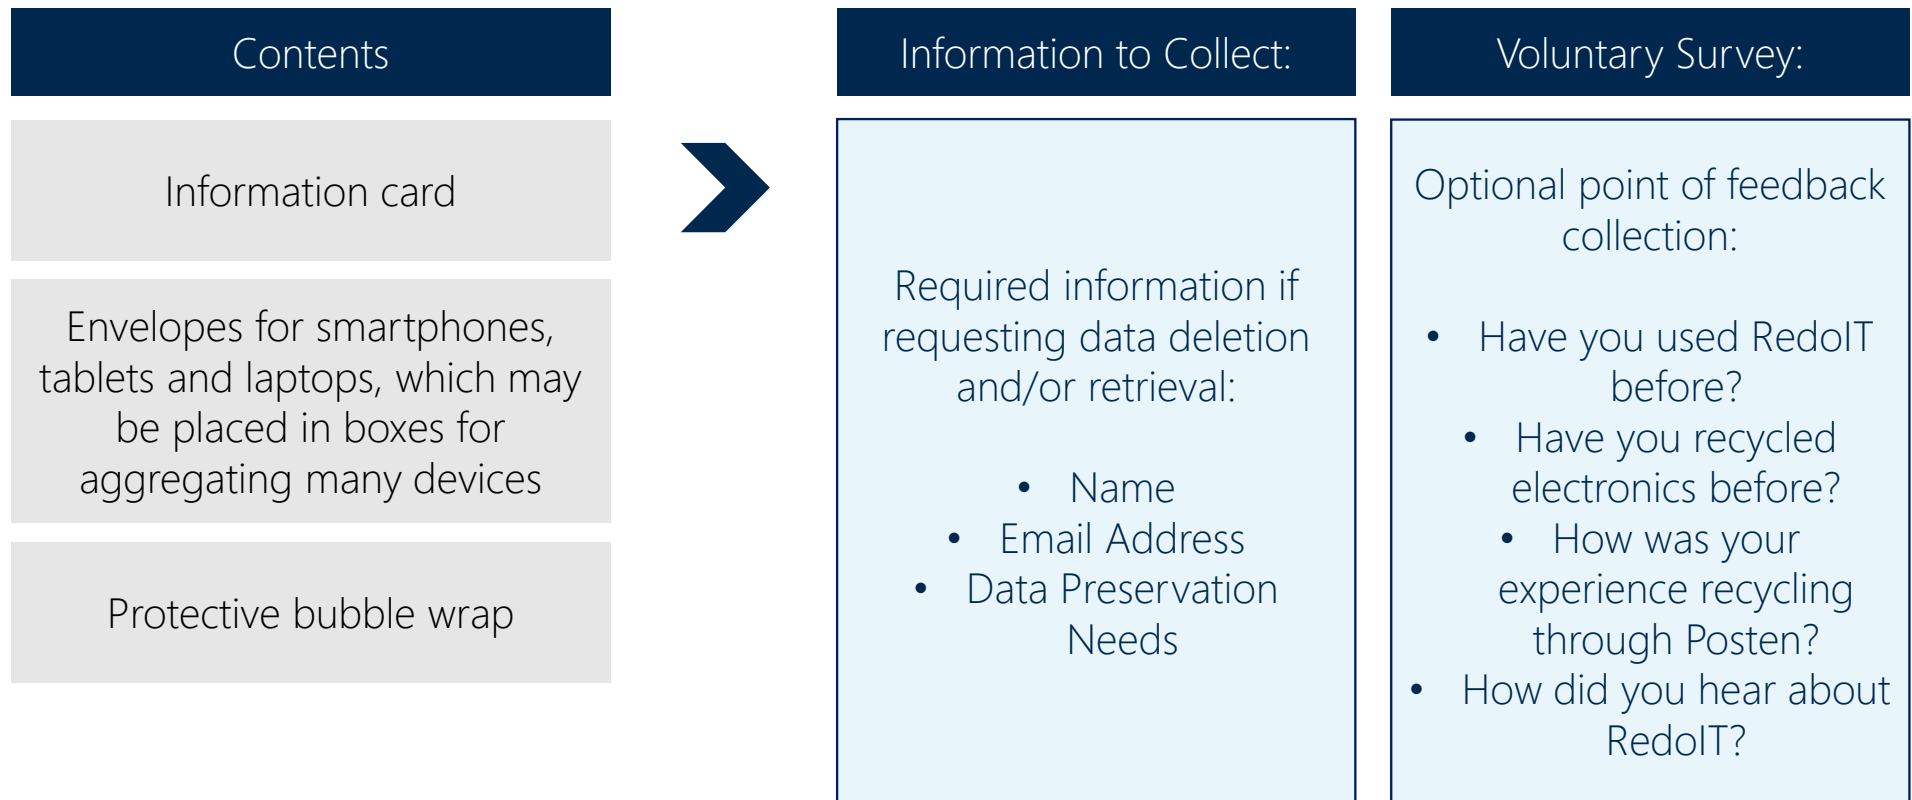 Contents
Information card
Envelopes for smartphones,
tablets and laptops, which may
be placed in boxes for
aggregating many devices
Protective bubble wrap
Information to Collect:
Required information if
requesting data deletion
and/or retrieval:
• Name
• Email Address
• Data Preservation
Needs
Voluntary Survey:
Optional point of feedback
collection:
• Have you used RedoIT
before?
• Have you recycled
electronics before?
• How was your
experience recycling
through Posten?
• How did you hear about
RedoIT?